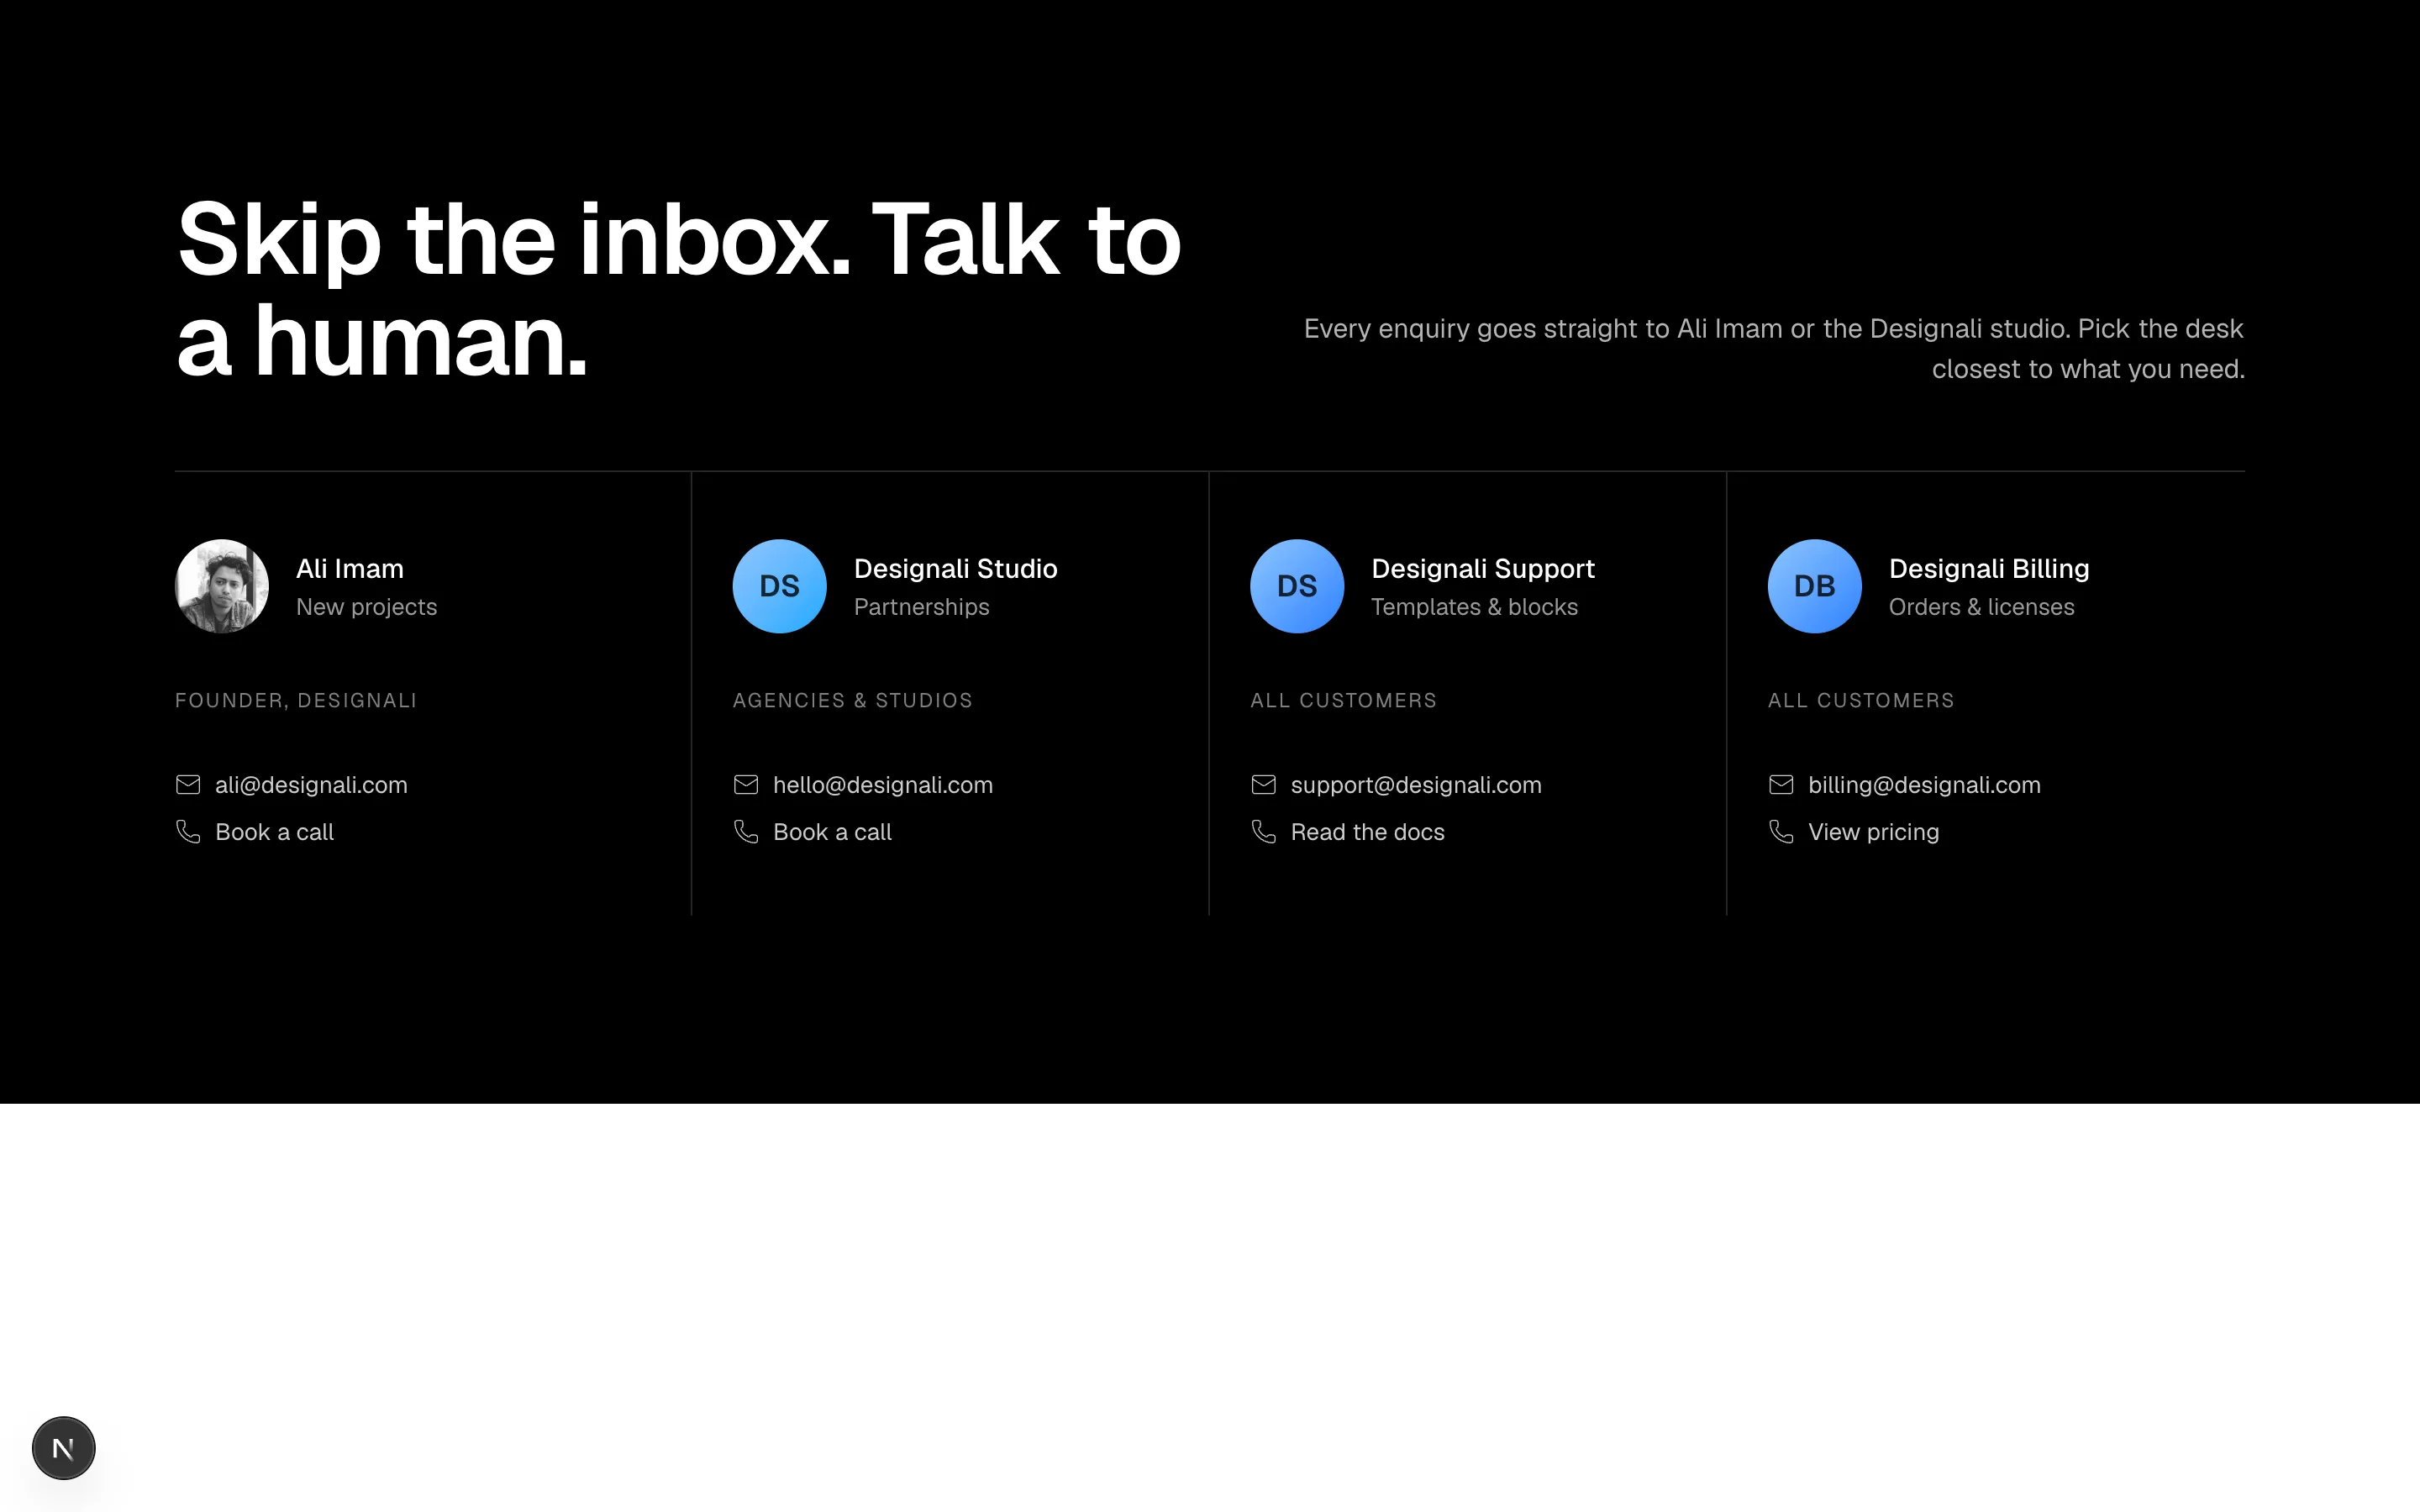 Skip the inbox. Talk to
a human.
Every enquiry goes straight to Ali Imam or the Designali studio. Pick the desk
closest to what you need.
Ali Imam
New projects
FOUNDER, DESIGNALI
ali@designali.com
Book a call
DS
Designali Studio
Partnerships
AGENCIES & STUDIOS
hello@designali.com
Book a call
DS
Designali Support
Templates & blocks
ALL CUSTOMERS
support@designali.com
Read the docs
DB
Designali Billing
Orders & licenses
ALL CUSTOMERS
billing@designali.com
View pricing
N